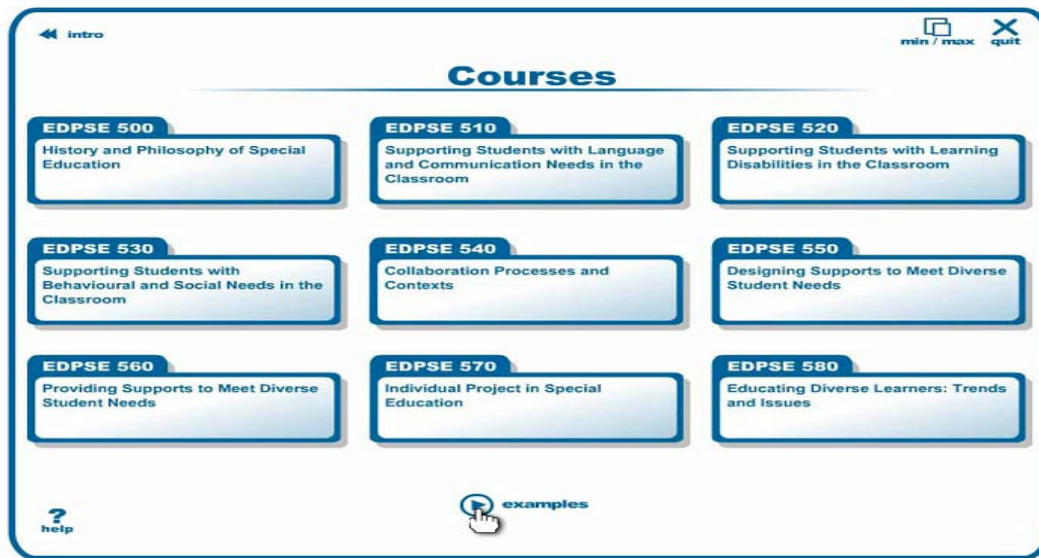 intro
min / max quit
Courses
EDPSE 500
History and Philosophy of Special
Education
EDPSE 510
Supporting Students with Language
and Communication Needs in the
Classroom
EDPSE 520
Supporting Students with Learning
Disabilities in the Classroom
EDPSE 530
Supporting Students with
Behavioural and Social Needs in the
Classroom
EDPSE 540
Collaboration Processes and
Contexts
EDPSE 550
Designing Supports to Meet Diverse
Student Needs
EDPSE 560
Providing Supports to Meet Diverse
Student Needs
EDPSE 570
Individual Project in Special
Education
EDPSE 580
Educating Diverse Learners: Trends
and Issues
examples
?
help